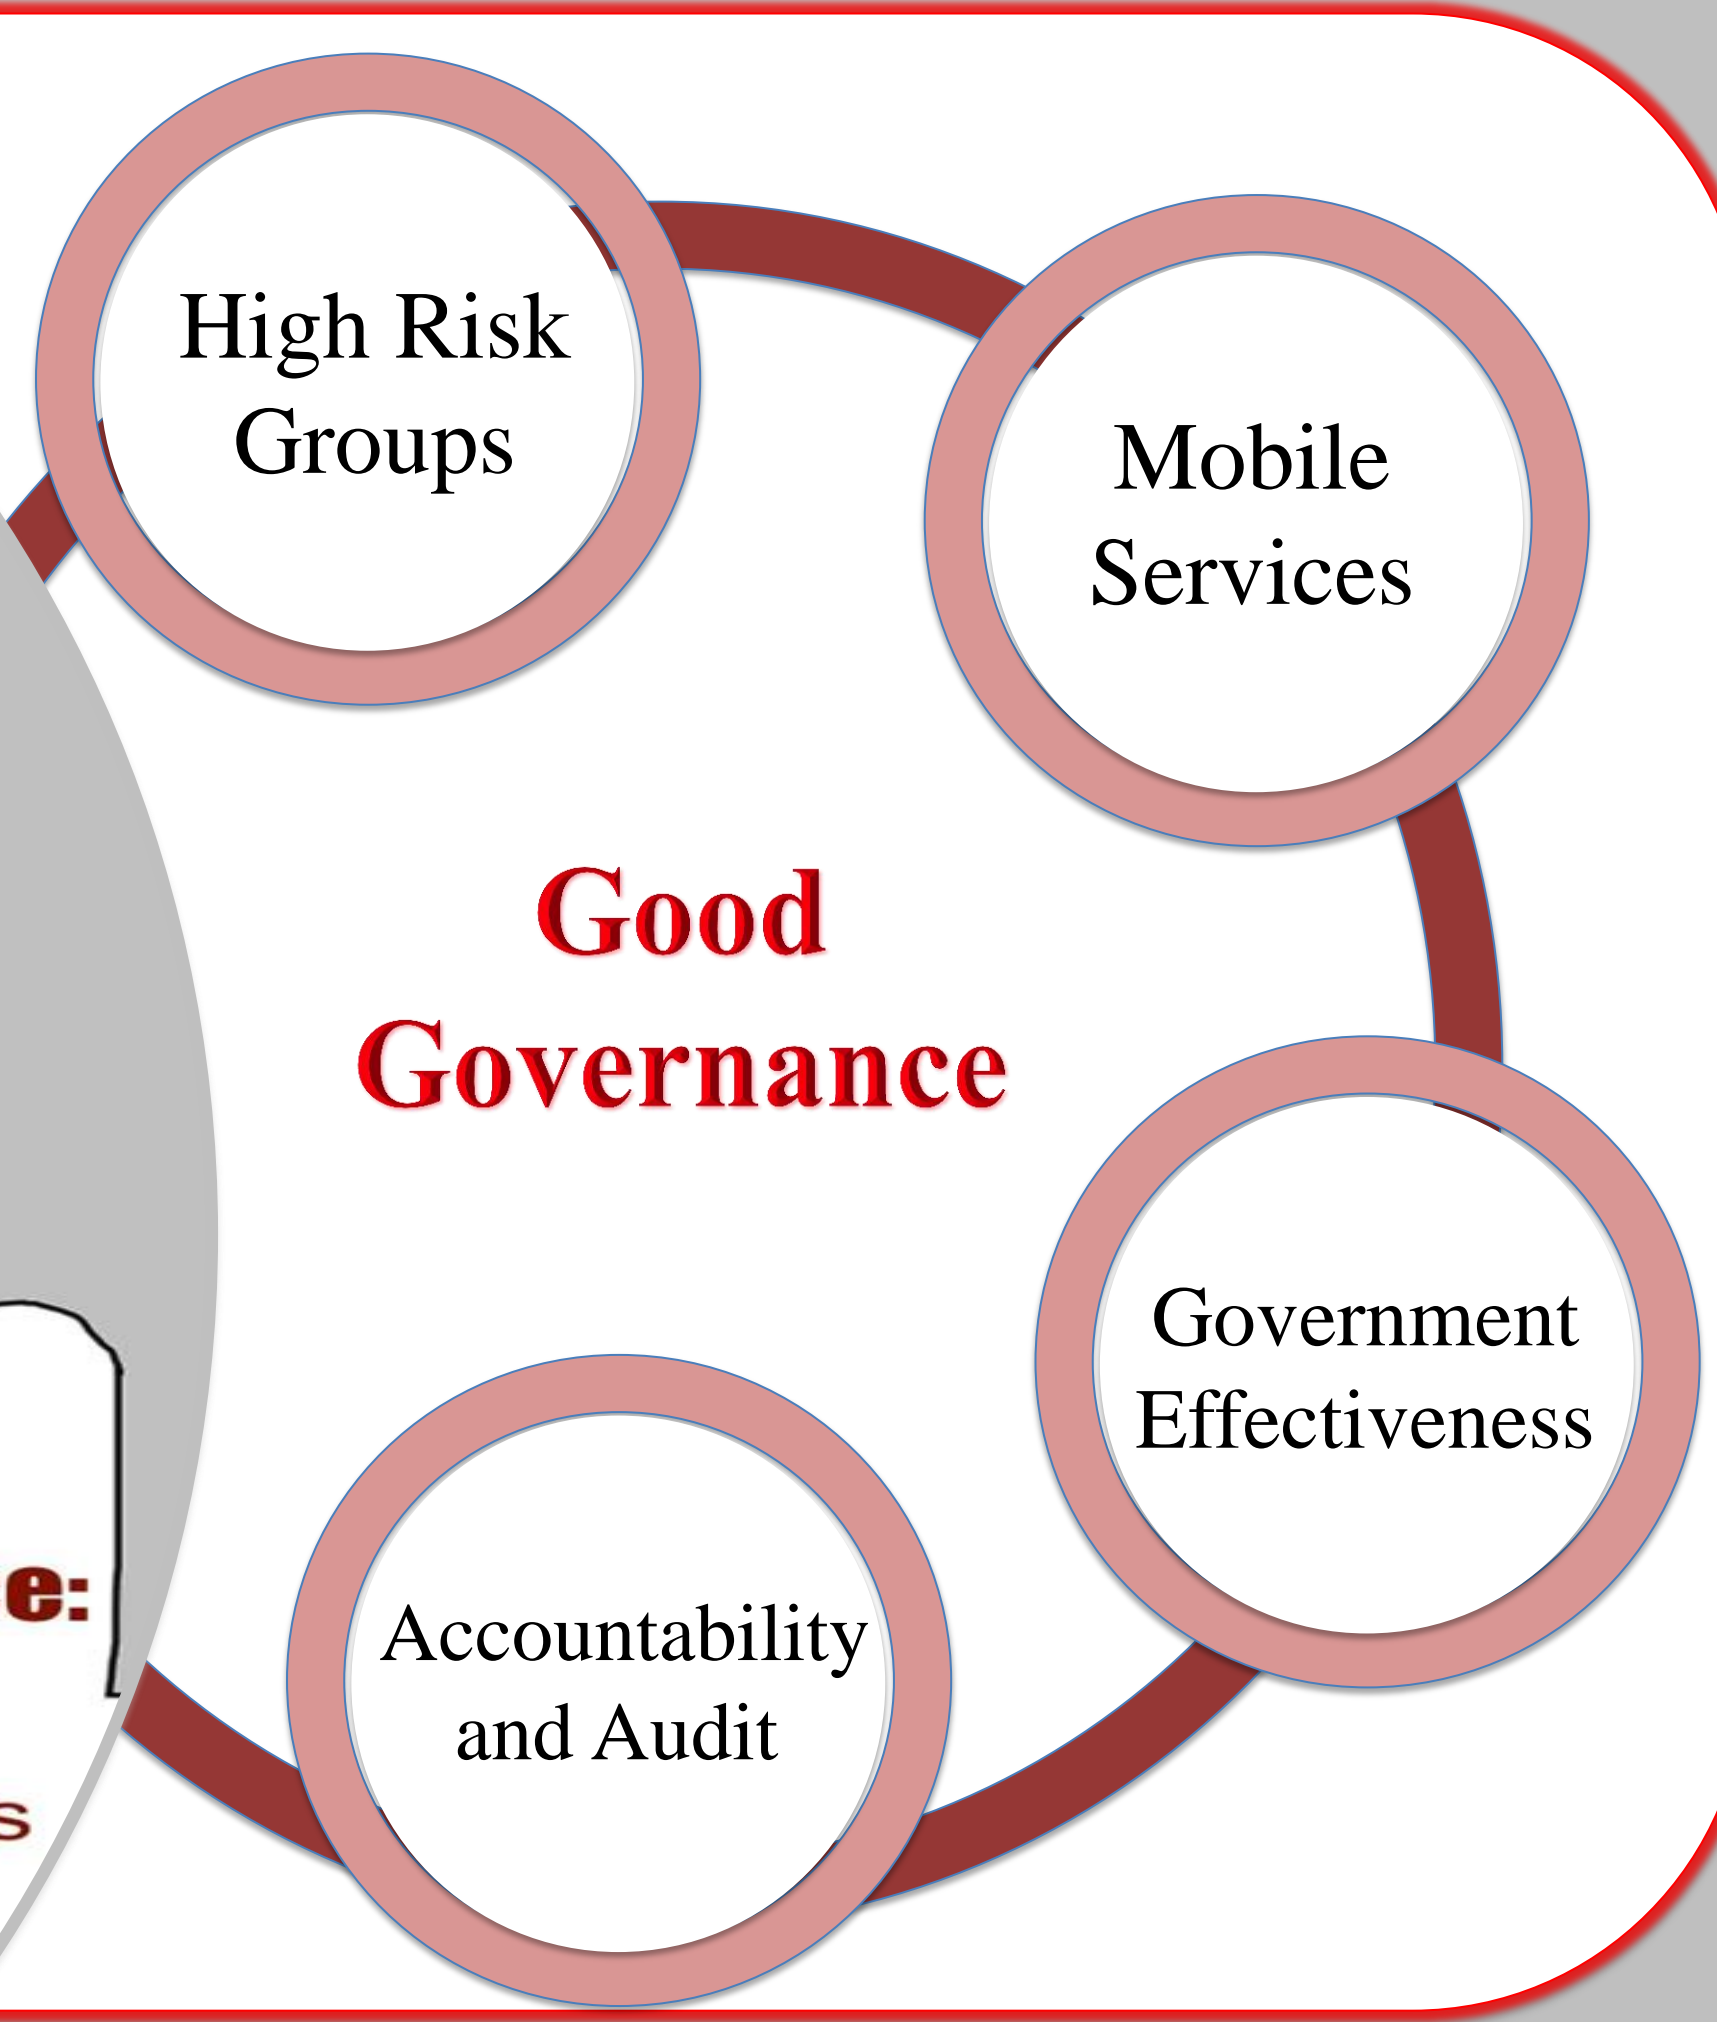 High Risk
Groups
Mobile
Services
Good
Governance
Government
Effectiveness
Accountability
and Audit
e:
s